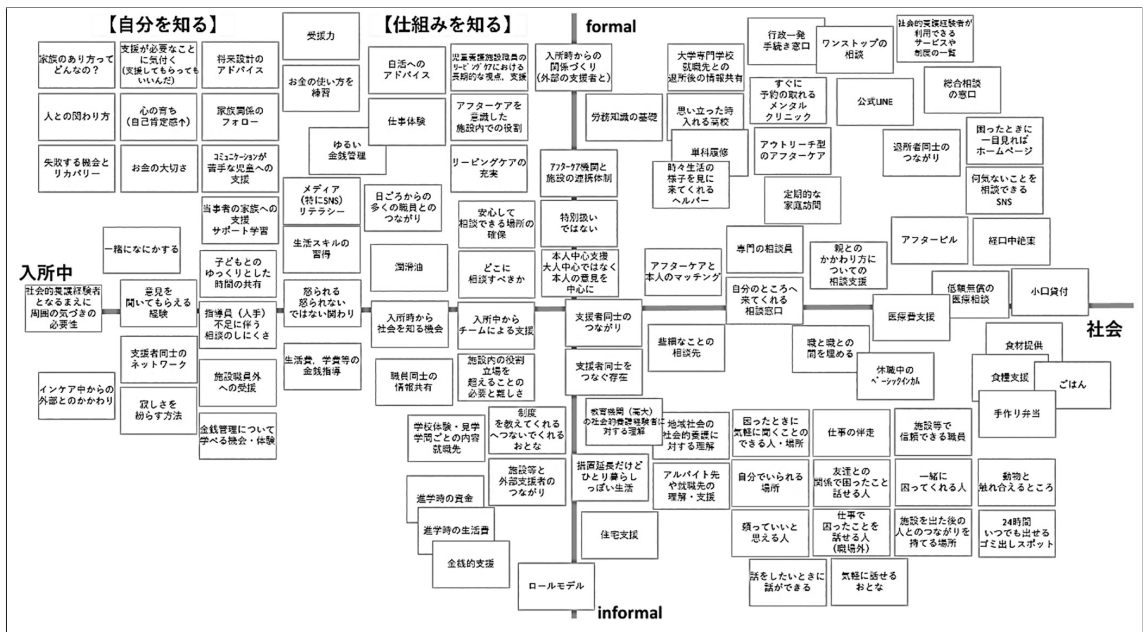 【自分を知る】
【仕組みを知る】
formal
入所中
社会
informal
家族のあり方って
どんなの？
支援が必要なこと
に気付く
(支援してもらっても
いいんだ)
将来設計の
アドバイス
受援力
お金の使い方を
練習
人との関わり方
心の育ち
(自己肯定感↑)
家族関係の
フォロー
ゆるい
金銭管理
失敗する機会と
リカバリー
お金の大切さ
コミュニケーションが
苦手な児童への
支援
メディア
(特にSNS)
リテラシー
当事者の家族への
支援
サポート学習
一緒になにかする
子どもとの
ゆっくりとした
時間の共有
生活スキルの
習得
社会的養護経験者
となるまえに
周囲の気づきの
必要性
意見を
聞いてもらえる
経験
指導員（人手）
不足に伴う
相談のしにくさ
怒られる
怒られない
ではない関わり
支援者同士の
ネットワーク
施設職員外
への受援
生活費、学費等の
金銭指導
インケア中からの
外部とのかかわり
寂しさを
紛らす方法
金銭管理について
学べる機会・体験
自活への
アドバイス
児童養護施設職員の
リービングケアにおける
長期的な視点、支援
入所時からの
関係づくり
(外部の支援者と)
仕事体験
アフターケアを
意識した
施設内での役割
リービングケアの
充実
アフターケア機関と
施設の連携体制
日ごろからの
多くの職員との
つながり
安心して
相談できる場所の
確保
特別扱い
ではない
潤滑油
どこに
相談すべきか
本人中心支援
大人中心ではなく
本人の意見を
中心に
入所時から
社会を知る機会
入所中から
チームによる支援
支援者同士の
つながり
職員同士の
情報共有
施設内の役割
立場を
超えることの
必要と難しさ
支援者同士を
つなぐ存在
学校体験・見学
学問ごとの内容
就職先
制度
を教えてくれる
へつないでくれる
おとな
教育機関（高大）
の社会的養護経験者に
対する理解
施設等と
外部支援者の
つながり
措置延長だけど
ひとり暮らし
っぽい生活
進学時の資金
進学時の生活費
金銭的支援
住宅支援
ロールモデル
大学専門学校
就職先との
退所後の情報共有
行政一発
手続き窓口
ワンストップの
相談
社会的養護経験者が
利用できる
サービスや
制度の一覧
労務知識の基礎
思い立った時
入れる高校
すぐに
予約の取れる
メンタル
クリニック
公式LINE
総合相談
の窓口
単科履修
アウトリーチ型
のアフターケア
退所者同士の
つながり
困ったときに
一目見れば
ホームページ
時々生活の
様子を見に
来てくれる
ヘルパー
定期的な
家庭訪問
何気ないことを
相談できる
SNS
アフターケアと
本人のマッチング
専門の相談員
親との
かかわり方に
ついての
相談支援
アフターピル
経口中絶薬
自分のところへ
来てくれる
相談窓口
医療費支援
低額無償の
医療相談
小口貸付
些細なことの
相談先
職と職との
間を埋める
休職中の
ベーシックインカム
食材提供
食糧支援
ごはん
手作り弁当
地域社会の
社会的養護に
対する理解
困ったときに
気軽に聞くことの
できる人・場所
仕事の伴走
施設等で
信頼できる職員
アルバイト先
や就職先の
理解・支援
自分でいられる
場所
友達との
関係で困ったこと
話せる人
一緒に
困ってくれる人
動物と
触れ合えるところ
頼っていいと
思える人
仕事で
困ったことを
話せる人
(職場外)
施設を出た後の
人とのつながりを
持てる場所
24時間
いつでも出せる
ゴミ出しスポット
話をしたいときに
話ができる
気軽に話せる
おとな